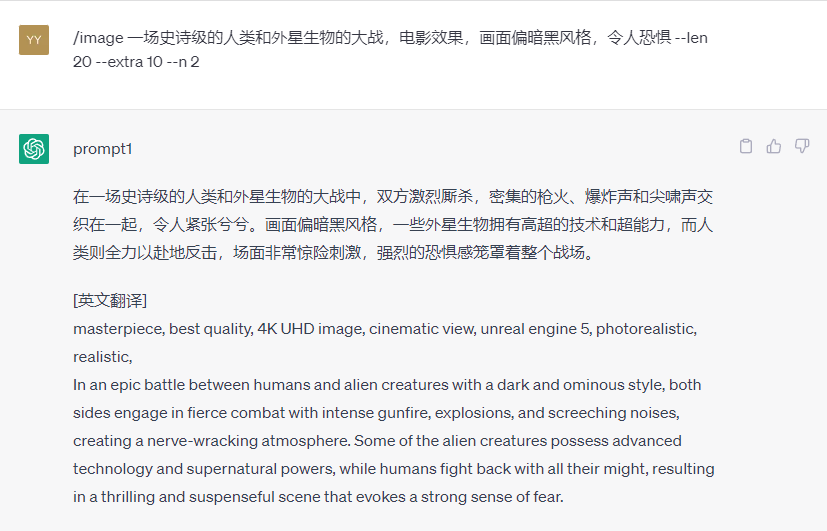 YY
/image 一场史诗级的人类和外星生物的大战，电影效果，画面偏暗黑风格，令人恐惧 --len
20 --extra 10 --n 2
prompt1
在一场史诗级的人类和外星生物的大战中，双方激烈厮杀，密集的枪火、爆炸声和尖啸声交
织在一起，令人紧张兮兮。画面偏暗黑风格，一些外星生物拥有高超的技术和超能力，而人
类则全力以赴地反击，场面非常惊险刺激，强烈的恐惧感笼罩着整个战场。
[英文翻译]
masterpiece, best quality, 4K UHD image, cinematic view, unreal engine 5, photorealistic,
realistic,
In an epic battle between humans and alien creatures with a dark and ominous style, both
sides engage in fierce combat with intense gunfire, explosions, and screeching noises,
creating a nerve-wracking atmosphere. Some of the alien creatures possess advanced
technology and supernatural powers, while humans fight back with all their might, resulting
in a thrilling and suspenseful scene that evokes a strong sense of fear.